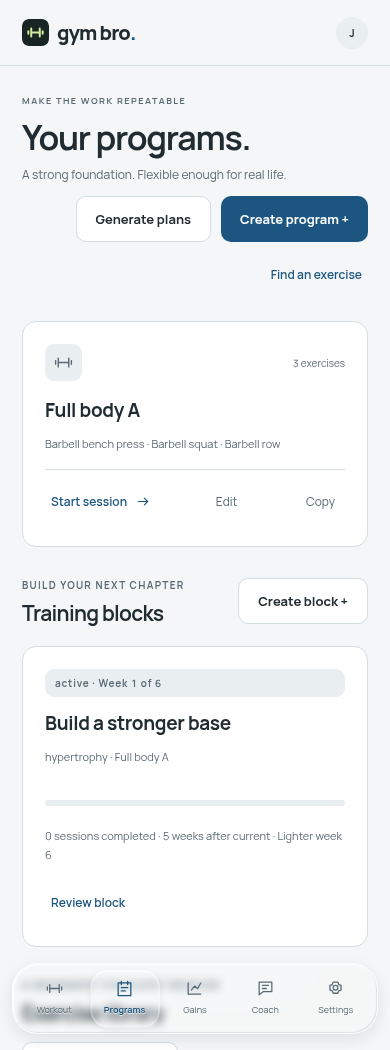 gym bro.
J
MAKE THE WORK REPEATABLE
Your programs.
A strong foundation. Flexible enough for real life.
Generate plans
Create program +
Find an exercise
3 exercises
Full body A
Barbell bench press · Barbell squat · Barbell row
Start session →
Edit
Copy
BUILD YOUR NEXT CHAPTER
Training blocks
Create block +
active · Week 1 of 6
Build a stronger base
hypertrophy · Full body A
0 sessions completed · 5 weeks after current · Lighter week
6
Review block
Workout
Programs
Gains
Coach
Settings